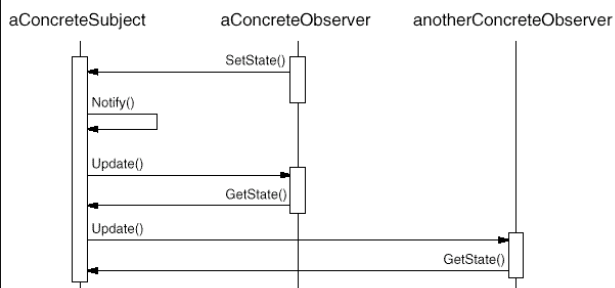 aConcreteSubject aConcreteObserver anotherConcreteObserver
SetState()
Notify()
Update()
GetState()
Update()
GetState()